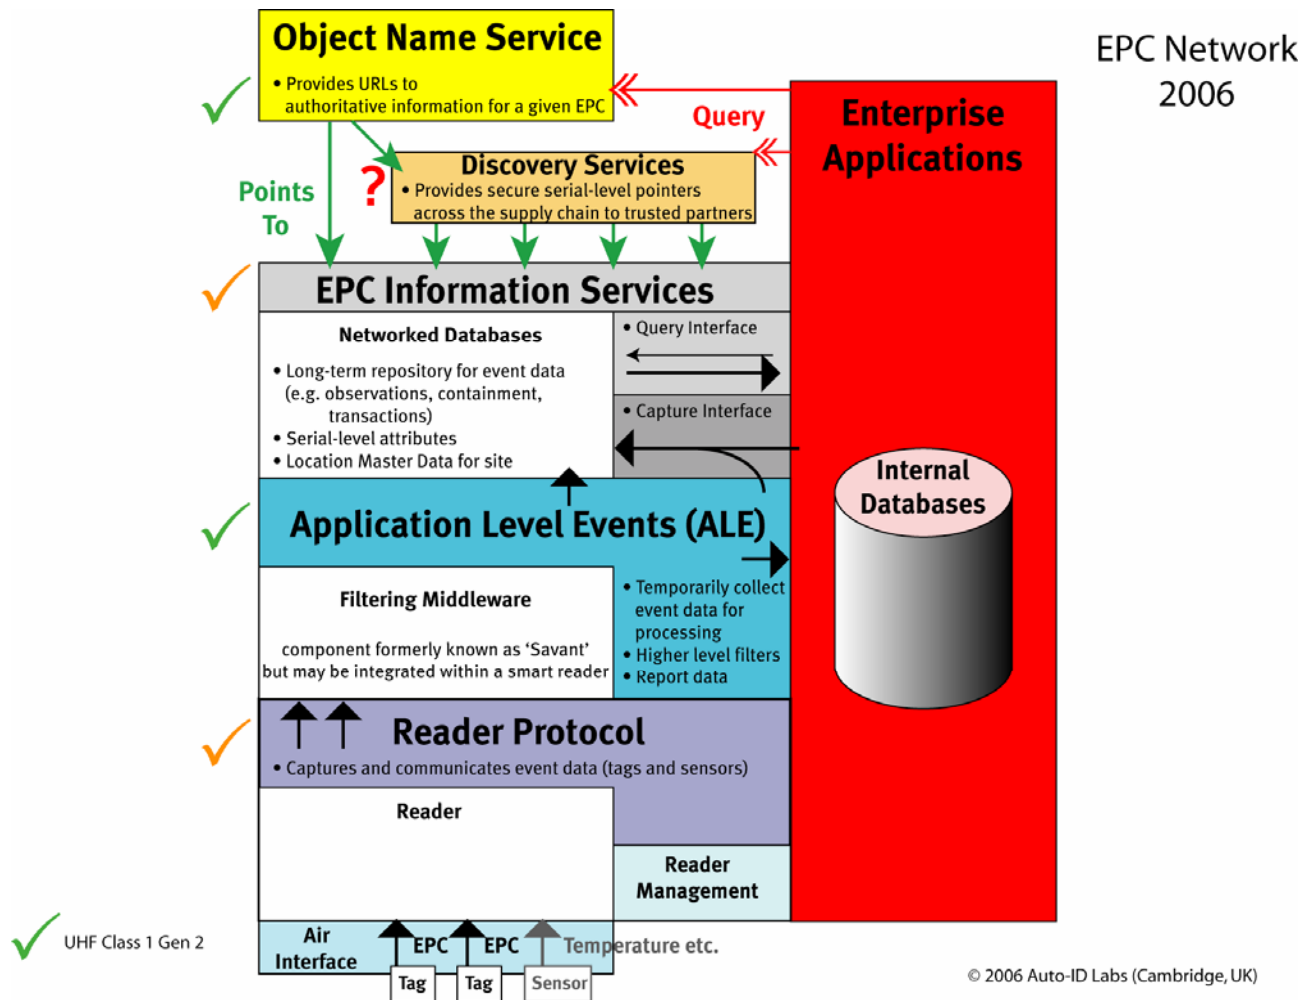 EPC Network
2006
Object Name Service
• Provides URLs to
authoritative information for a given EPC
Query
Enterprise
Applications
Discovery Services
• Provides secure serial-level pointers
across the supply chain to trusted partners
?
Points
To
EPC Information Services
Networked Databases
• Long-term repository for event data
(e.g. observations, containment,
transactions)
• Serial-level attributes
• Location Master Data for site
• Query Interface
• Capture Interface
Internal
Databases
Application Level Events (ALE)
Filtering Middleware
component formerly known as ‘Savant’
but may be integrated within a smart reader
• Temporarily collect
event data for
processing
• Higher level filters
• Report data
Reader Protocol
• Captures and communicates event data (tags and sensors)
Reader
Reader
Management
UHF Class 1 Gen 2
Air
Interface
EPC
EPC
Temperature etc.
Tag
Tag
Sensor
© 2006 Auto-ID Labs (Cambridge, UK)